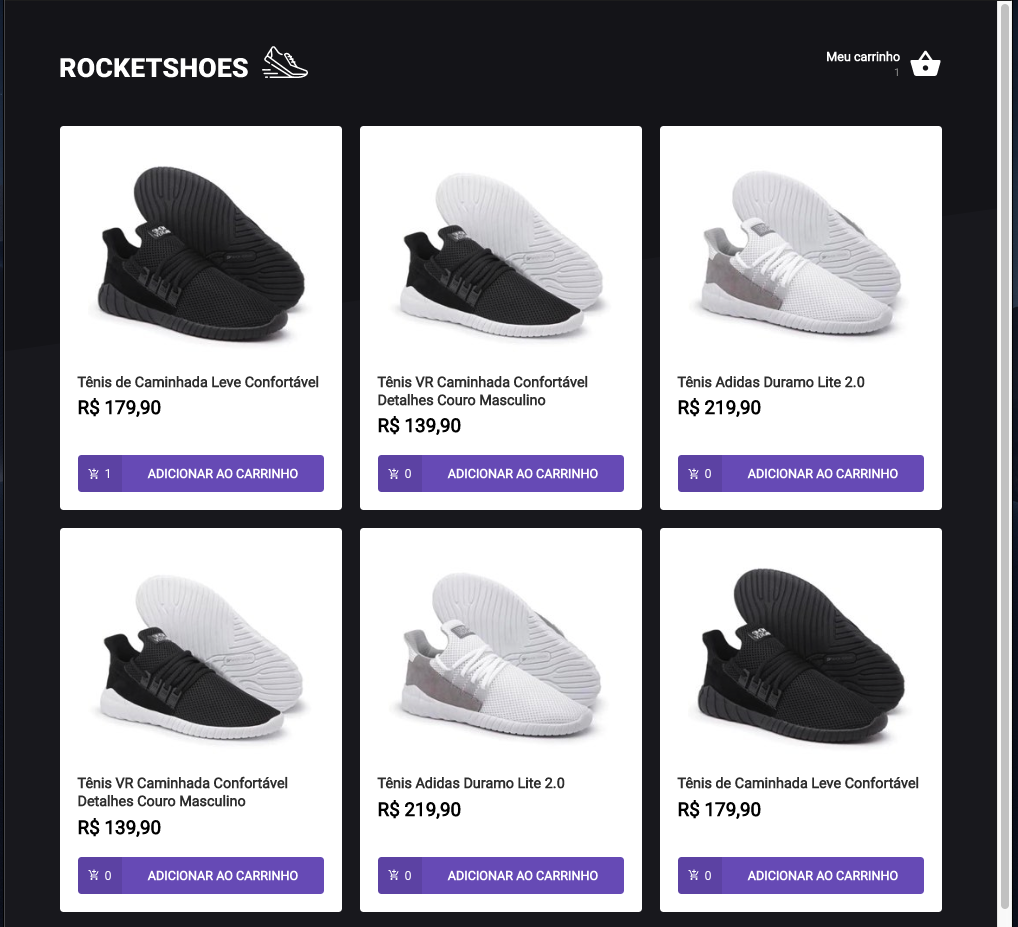 ROCKETSHOES
Meu carrinho
1
Tênis de Caminhada Leve Confortável
R$ 179,90
1 ADICIONAR AO CARRINHO
Tênis VR Caminhada Confortável
Detalhes Couro Masculino
R$ 139,90
0 ADICIONAR AO CARRINHO
Tênis Adidas Duramo Lite 2.0
R$ 219,90
0 ADICIONAR AO CARRINHO
Tênis VR Caminhada Confortável
Detalhes Couro Masculino
R$ 139,90
0 ADICIONAR AO CARRINHO
Tênis Adidas Duramo Lite 2.0
R$ 219,90
0 ADICIONAR AO CARRINHO
Tênis de Caminhada Leve Confortável
R$ 179,90
0 ADICIONAR AO CARRINHO